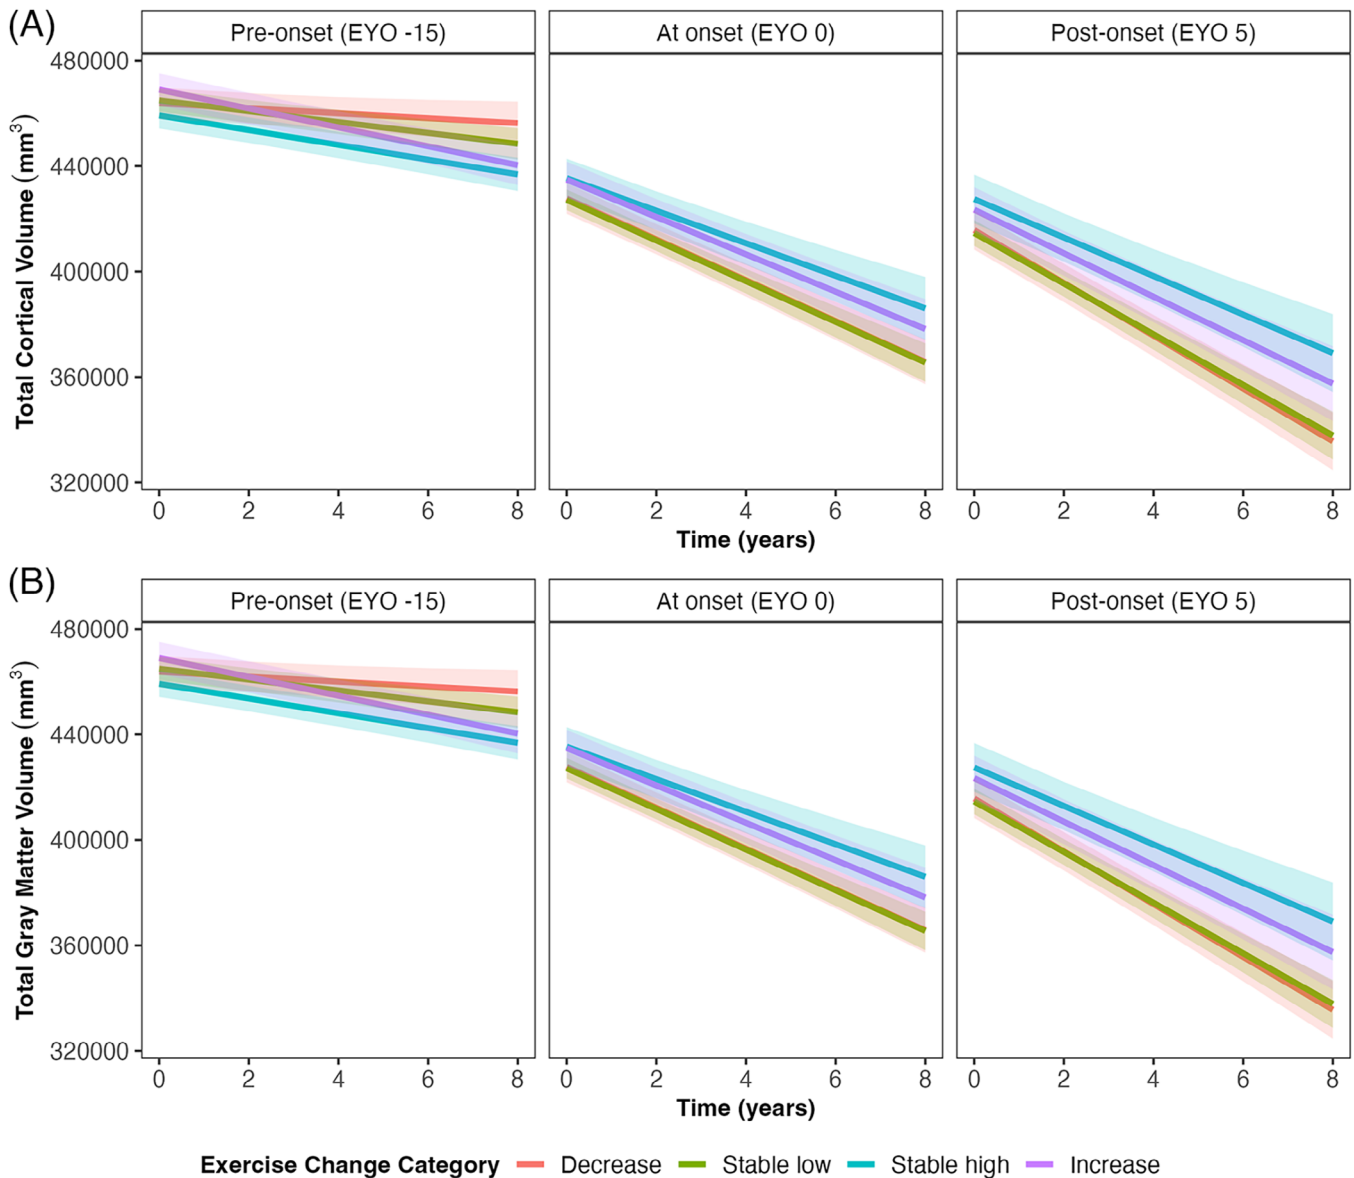 (A)
Pre-onset (EYO -15)
At onset (EYO 0)
Post-onset (EYO 5)
Total Cortical Volume (mm³)
480000
440000
400000
360000
320000
0 2 4 6 8
0 2 4 6 8
0 2 4 6 8
Time (years)
(B)
Pre-onset (EYO -15)
At onset (EYO 0)
Post-onset (EYO 5)
Total Gray Matter Volume (mm³)
480000
440000
400000
360000
320000
0 2 4 6 8
0 2 4 6 8
0 2 4 6 8
Time (years)
Exercise Change Category Decrease Stable low Stable high Increase